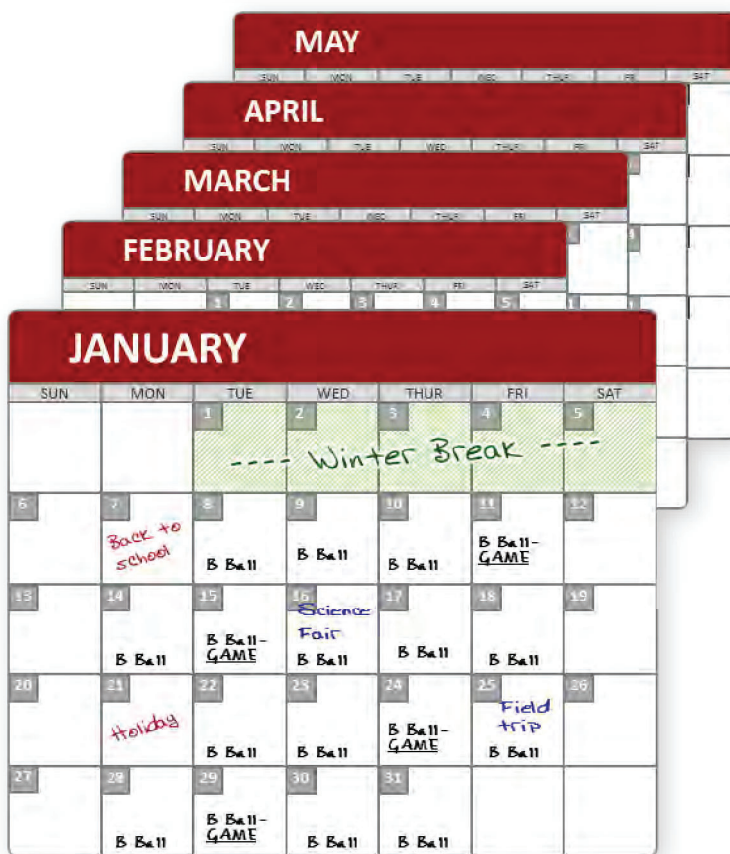 MAY
SUN MON TUE WED THUR FRI SAT
APRIL
SUN MON TUE WED THUR FRI SAT
MARCH
SUN MON TUE WED THUR FRI SAT
FEBRUARY
SUN MON TUE WED THUR FRI SAT
1 2 3 4 5
JANUARY
SUN MON TUE WED THUR FRI SAT
1 2 3 4 5
---- Winter Break ----
6 7 8 9 10 11 12
Back to
school
B Ball
B Ball
B Ball
B Ball-
GAME
13 14 15 16 17 18 19
B Ball
B Ball-
GAME
Science
Fair
B Ball
B Ball
B Ball
20 21 22 23 24 25 26
Holiday
B Ball
B Ball
B Ball-
GAME
Field
trip
B Ball
27 28 29 30 31
B Ball
B Ball-
GAME
B Ball
B Ball